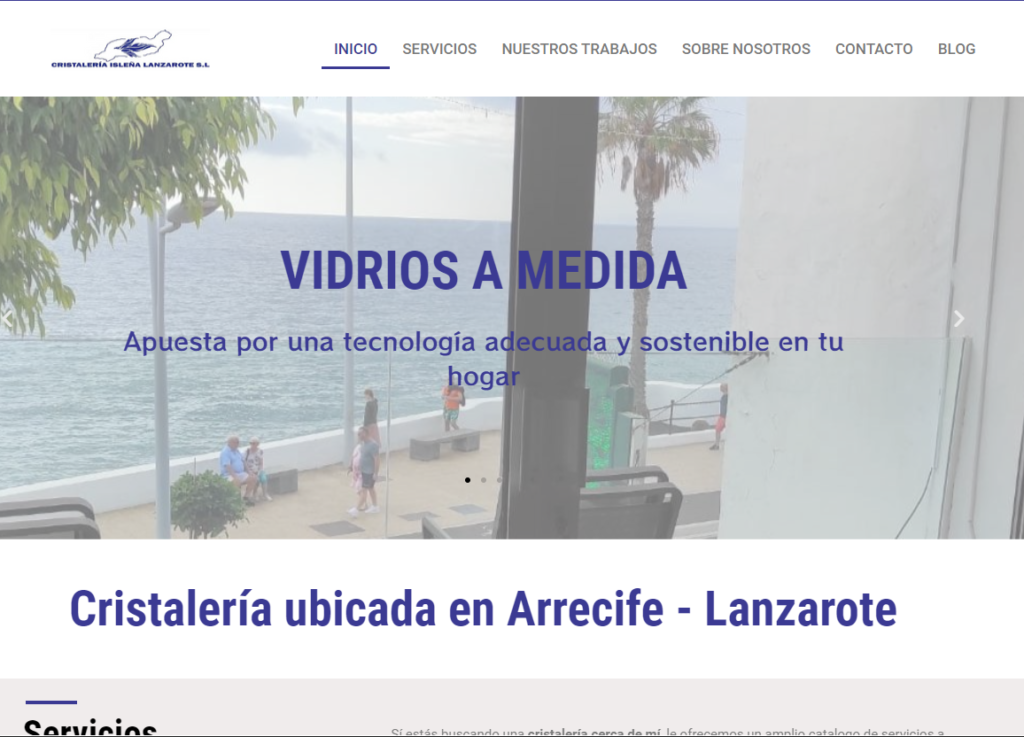 CRISTALERÍA ISLEÑA LANZAROTE S.L
INICIO SERVICIOS NUESTROS TRABAJOS SOBRE NOSOTROS CONTACTO BLOG
VIDRIOS A MEDIDA
Apuesta por una tecnología adecuada y sostenible en tu
hogar
Cristalería ubicada en Arrecife - Lanzarote
Servicios
Sí estás buscando una cristalería cerca de mí, le ofrecemos un amplio catalogo de servicios a